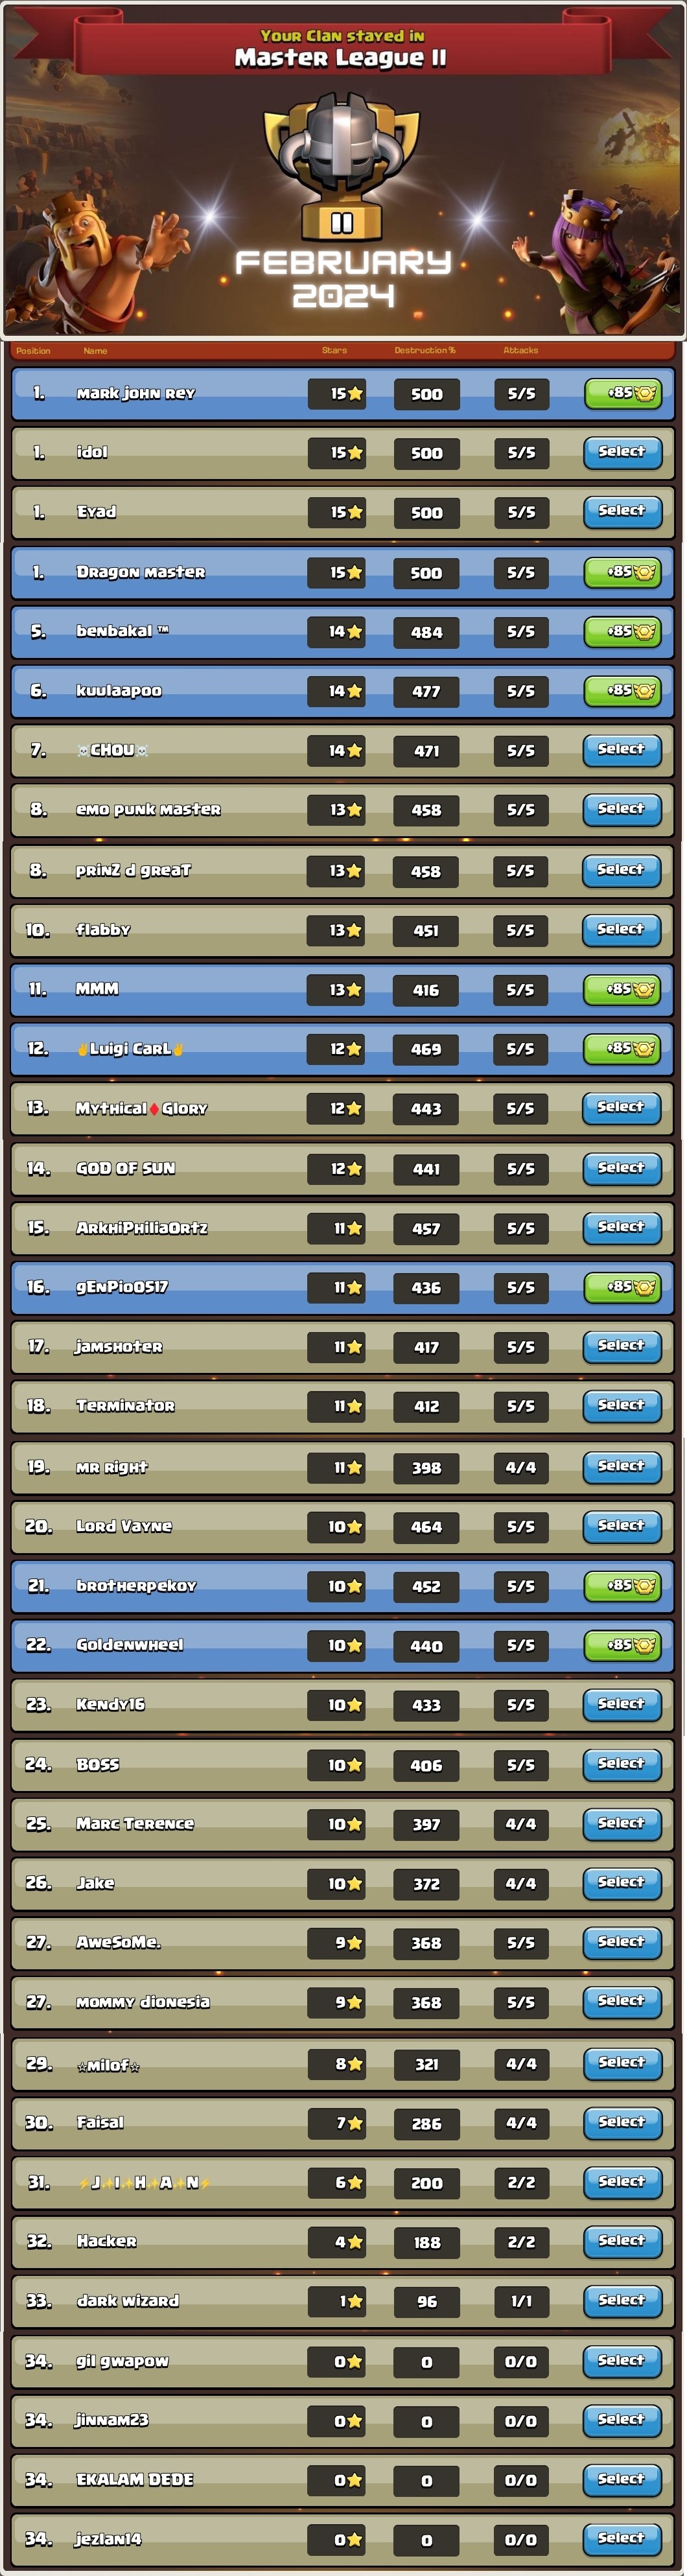 Your Clan stayed in
Master League II
II
FEBRUARY
2024
Position Name Stars Destruction% Attacks
1. mark john rey 15 500 5/5 +85
1. idol 15 500 5/5 Select
1. Eyad 15 500 5/5 Select
1. Dragon master 15 500 5/5 +85
5. benbakal ™ 14 484 5/5 +85
6. kuulaapoo 14 477 5/5 +85
7. ☠CHOU☠ 14 471 5/5 Select
8. emo punk master 13 458 5/5 Select
8. prinZ d greaT 13 458 5/5 Select
10. flabby 13 451 5/5 Select
11. MMM 13 416 5/5 +85
12. ✌Luigi CarL✌ 12 469 5/5 +85
13. Mythical♦Glory 12 443 5/5 Select
14. GOD OF SUN 12 441 5/5 Select
15. ArkhiPhiliaOrtz 11 457 5/5 Select
16. gEnPio0517 11 436 5/5 +85
17. jamshoter 11 417 5/5 Select
18. Terminator 11 412 5/5 Select
19. mr right 11 398 4/4 Select
20. Lord Vayne 10 464 5/5 Select
21. brotherpekoy 10 452 5/5 +85
22. Goldenwheel 10 440 5/5 +85
23. Kendy16 10 433 5/5 Select
24. BOSS 10 406 5/5 Select
25. Marc Terence 10 397 4/4 Select
26. Jake 10 372 4/4 Select
27. AweSoMe. 9 368 5/5 Select
27. mommy dionesia 9 368 5/5 Select
29. ☆milof☆ 8 321 4/4 Select
30. Faisal 7 286 4/4 Select
31. ⚡J✨I✨H✨A✨N⚡ 6 200 2/2 Select
32. Hacker 4 188 2/2 Select
33. dark wizard 1 96 1/1 Select
34. gil gwapow 0 0 0/0 Select
34. jinnam23 0 0 0/0 Select
34. EKALAM DEDE 0 0 0/0 Select
34. jezlan14 0 0 0/0 Select